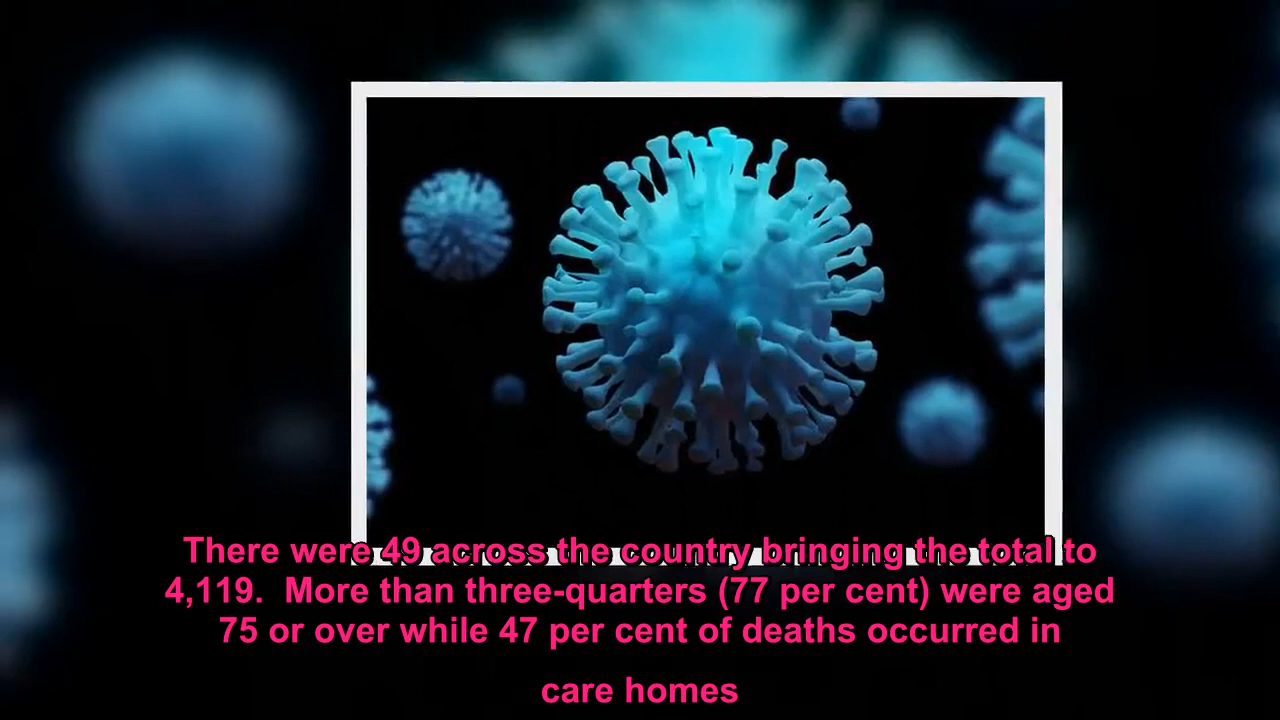 There were 49 across the country bringing the total to
4,119.  More than three-quarters (77 per cent) were aged
75 or over while 47 per cent of deaths occurred in
care homes